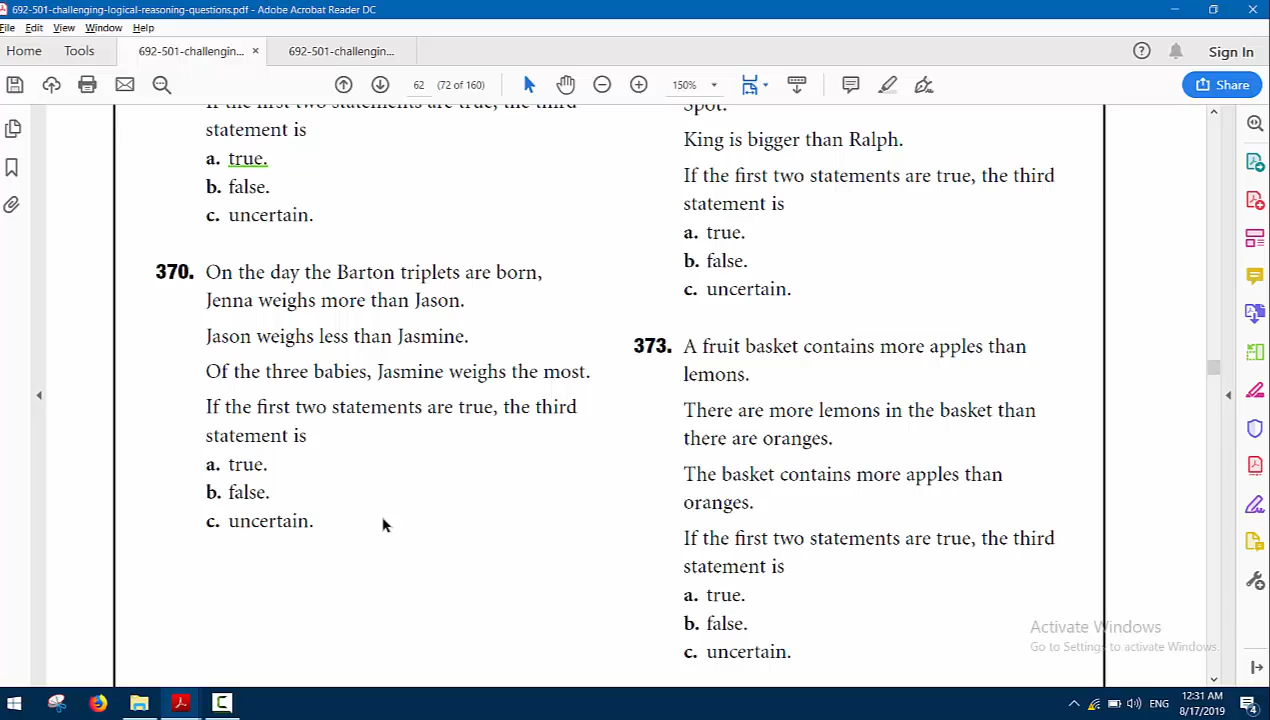 692-501-challenging-logical-reasoning-questions.pdf - Adobe Acrobat Reader DC
File Edit View Window Help
Home Tools 692-501-challengin... × 692-501-challengin... Sign In
62 (72 of 160) 150% Share
If the first two statements are true, the third
statement is
a. true.
b. false.
c. uncertain.
370. On the day the Barton triplets are born,
Jenna weighs more than Jason.
Jason weighs less than Jasmine.
Of the three babies, Jasmine weighs the most.
If the first two statements are true, the third
statement is
a. true.
b. false.
c. uncertain.
Spot.
King is bigger than Ralph.
If the first two statements are true, the third
statement is
a. true.
b. false.
c. uncertain.
373. A fruit basket contains more apples than
lemons.
There are more lemons in the basket than
there are oranges.
The basket contains more apples than
oranges.
If the first two statements are true, the third
statement is
a. true.
b. false.
c. uncertain.
Activate Windows
Go to Settings to activate Windows.
12:31 AM
ENG
8/17/2019
4